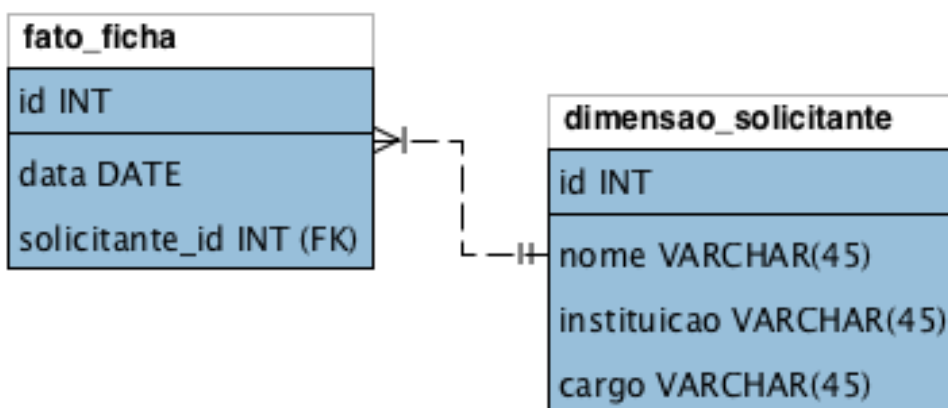 fato_ficha
id INT
data DATE
solicitante_id INT (FK)
dimensao_solicitante
id INT
nome VARCHAR(45)
instituicao VARCHAR(45)
cargo VARCHAR(45)